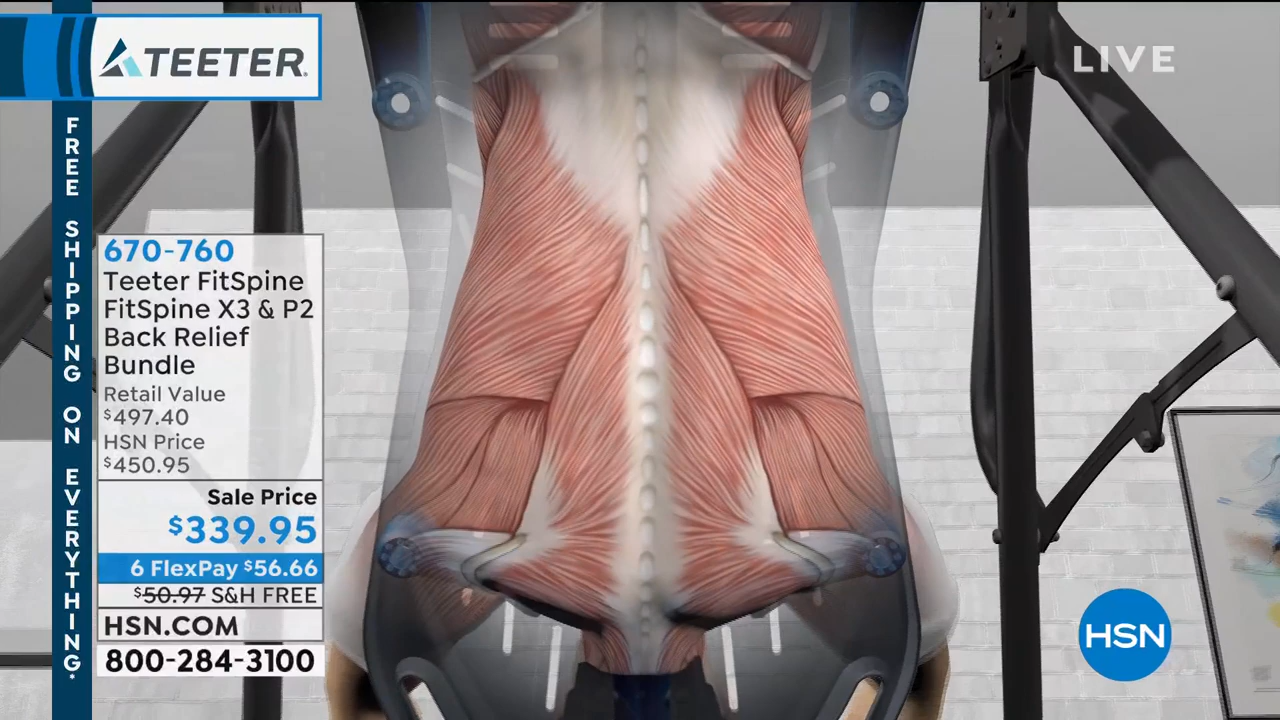 TEETER
LIVE
FREE SHIPPING ON EVERYTHING*
670-760
Teeter FitSpine
FitSpine X3 & P2
Back Relief
Bundle
Retail Value
$497.40
HSN Price
$450.95
Sale Price
$339.95
6 FlexPay $56.66
$50.97 S&H FREE
HSN.COM
800-284-3100
HSN